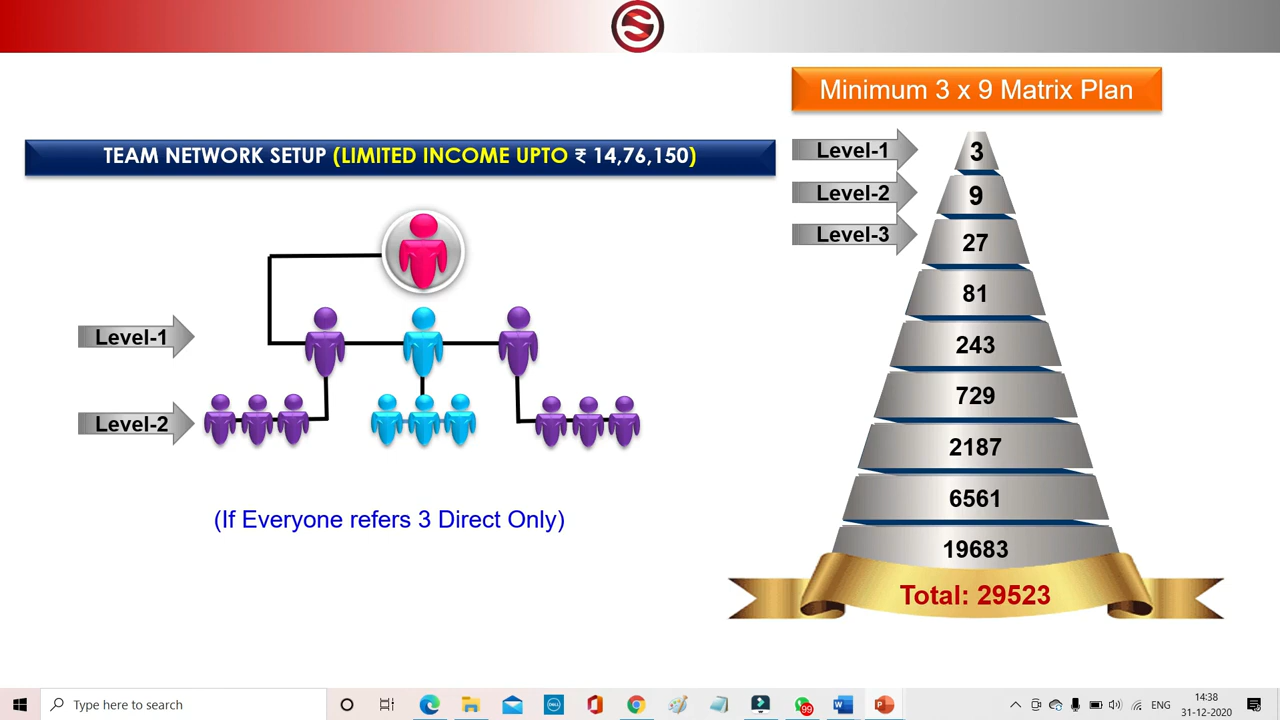 Minimum 3 x 9 Matrix Plan
TEAM NETWORK SETUP (LIMITED INCOME UPTO ₹ 14,76,150)
Level-1
Level-2
(If Everyone refers 3 Direct Only)
Level-1
3
Level-2
9
Level-3
27
81
243
729
2187
6561
19683
Total: 29523
Type here to search
DELL
99
ENG
14:38
31-12-2020